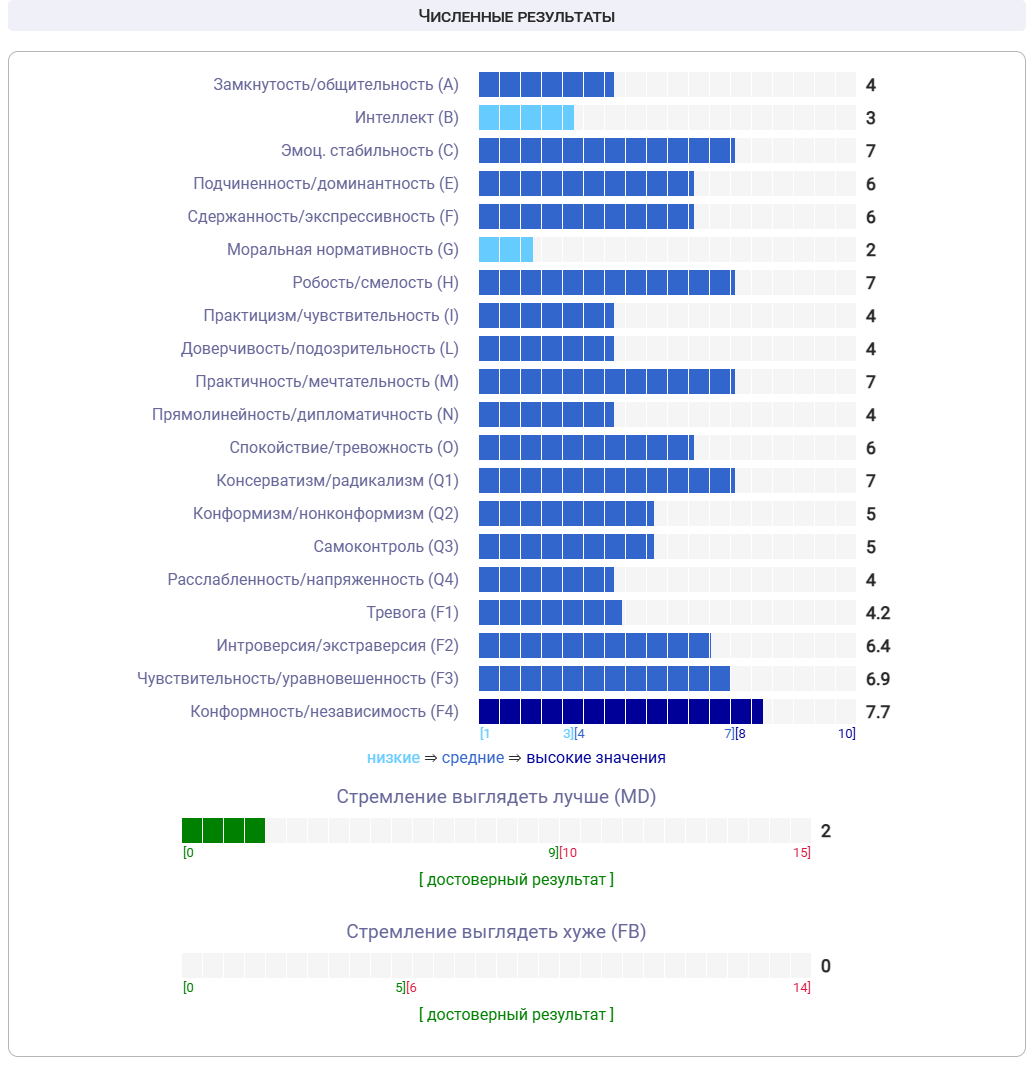 Численные результаты
Замкнутость/общительность (A) 4
Интеллект (B) 3
Эмоц. стабильность (C) 7
Подчиненность/доминантность (E) 6
Сдержанность/экспрессивность (F) 6
Моральная нормативность (G) 2
Робость/смелость (H) 7
Практицизм/чувствительность (I) 4
Доверчивость/подозрительность (L) 4
Практичность/мечтательность (M) 7
Прямолинейность/дипломатичность (N) 4
Спокойствие/тревожность (O) 6
Консерватизм/радикализм (Q1) 7
Конформизм/нонконформизм (Q2) 5
Самоконтроль (Q3) 5
Расслабленность/напряженность (Q4) 4
Тревога (F1) 4.2
Интроверсия/экстраверсия (F2) 6.4
Чувствительность/уравновешенность (F3) 6.9
Конформность/независимость (F4) 7.7
[1 3][4 7][8 10]
низкие ⇒ средние ⇒ высокие значения
Стремление выглядеть лучше (MD)
2
[0 9][10 15]
[ достоверный результат ]
Стремление выглядеть хуже (FB)
0
[0 5][6 14]
[ достоверный результат ]